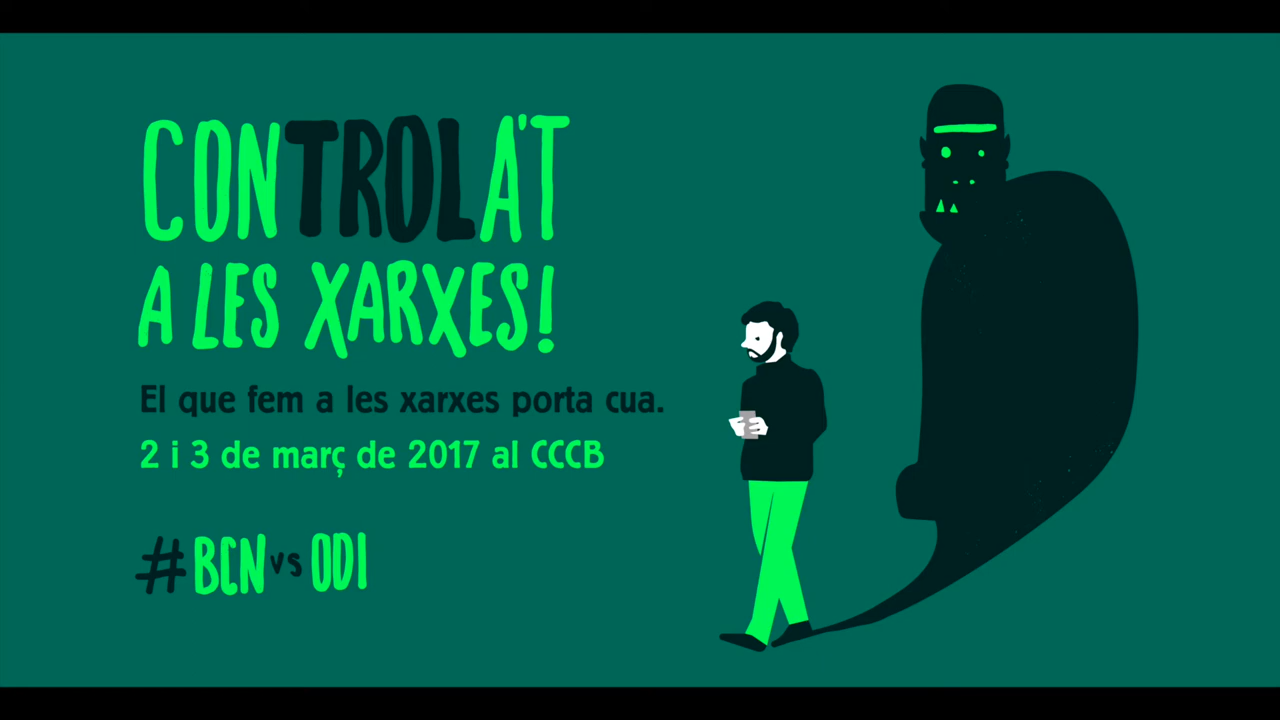 CONTROLA'T
A LES XARXES!
El que fem a les xarxes porta cua.
2 i 3 de març de 2017 al CCCB
#BCNvsODI